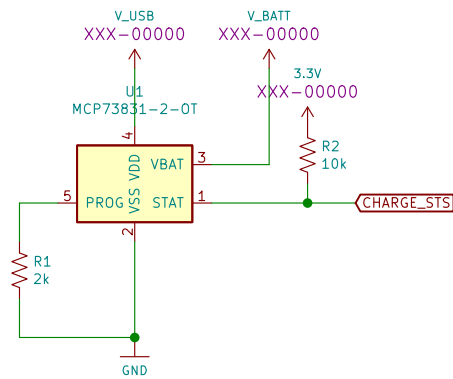 V_USB
XXX-00000
V_BATT
XXX-00000
3.3V
XXX-00000
U1
MCP73831-2-OT
4
VDD
VBAT
3
R2
10k
5
PROG
VSS
STAT
1
CHARGE_STS
2
R1
2k
GND